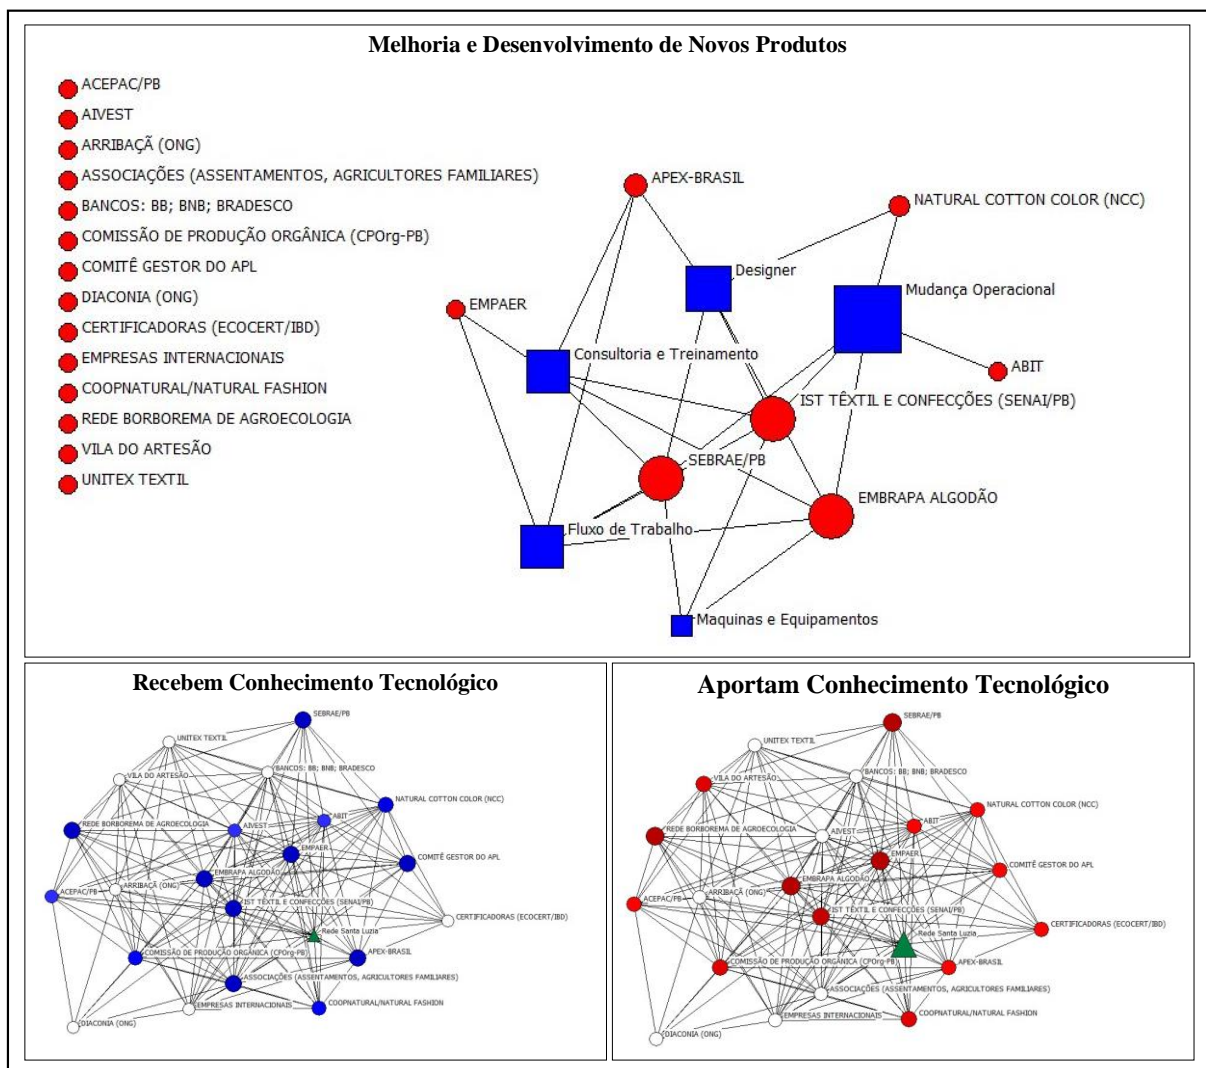 Melhoria e Desenvolvimento de Novos Produtos
ACEPAC/PB
AIVEST
ARRIBAÇÃ (ONG)
ASSOCIAÇÕES (ASSENTAMENTOS, AGRICULTORES FAMILIARES)
BANCOS: BB; BNB; BRADESCO
COMISSÃO DE PRODUÇÃO ORGÂNICA (CPOrg-PB)
COMITÊ GESTOR DO APL
DIACONIA (ONG)
CERTIFICADORAS (ECOCERT/IBD)
EMPRESAS INTERNACIONAIS
COOPNATURAL/NATURAL FASHION
REDE BORBOREMA DE AGROECOLOGIA
VILA DO ARTESÃO
UNITEX TEXTIL
APEX-BRASIL
NATURAL COTTON COLOR (NCC)
Designer
Mudança Operacional
EMPAER
Consultoria e Treinamento
ABIT
IST TÊXTIL E CONFECÇÕES (SENAI/PB)
SEBRAE/PB
EMBRAPA ALGODÃO
Fluxo de Trabalho
Maquinas e Equipamentos
Recebem Conhecimento Tecnológico
SEBRAE/PB
UNITEX TEXTIL
BANCOS: BB; BNB; BRADESCO
VILA DO ARTESÃO
NATURAL COTTON COLOR (NCC)
REDE BORBOREMA DE AGROECOLOGIA
AIVEST
ABIT
EMPAER
COMITÊ GESTOR DO APL
EMBRAPA ALGODÃO
ACEPAC/PB
ARRIBAÇÃ (ONG)
IST TÊXTIL E CONFECÇÕES (SENAI/PB)
CERTIFICADORAS (ECOCERT/IBD)
Rede Santa Luzia
COMISSÃO DE PRODUÇÃO ORGÂNICA (CPOrg-PB)
APEX-BRASIL
ASSOCIAÇÕES (ASSENTAMENTOS, AGRICULTORES FAMILIARES)
EMPRESAS INTERNACIONAIS
COOPNATURAL/NATURAL FASHION
DIACONIA (ONG)
Aportam Conhecimento Tecnológico
SEBRAE/PB
UNITEX TEXTIL
BANCOS: BB; BNB; BRADESCO
VILA DO ARTESÃO
NATURAL COTTON COLOR (NCC)
REDE BORBOREMA DE AGROECOLOGIA
AIVEST
ABIT
EMPAER
COMITÊ GESTOR DO APL
EMBRAPA ALGODÃO
ARRIBAÇÃ (ONG)
ACEPAC/PB
IST TÊXTIL E CONFECÇÕES (SENAI/PB)
CERTIFICADORAS (ECOCERT/IBD)
Rede Santa Luzia
COMISSÃO DE PRODUÇÃO ORGÂNICA (CPOrg-PB)
APEX-BRASIL
ASSOCIAÇÕES (ASSENTAMENTOS, AGRICULTORES FAMILIARES)
EMPRESAS INTERNACIONAIS
COOPNATURAL/NATURAL FASHION
DIACONIA (ONG)